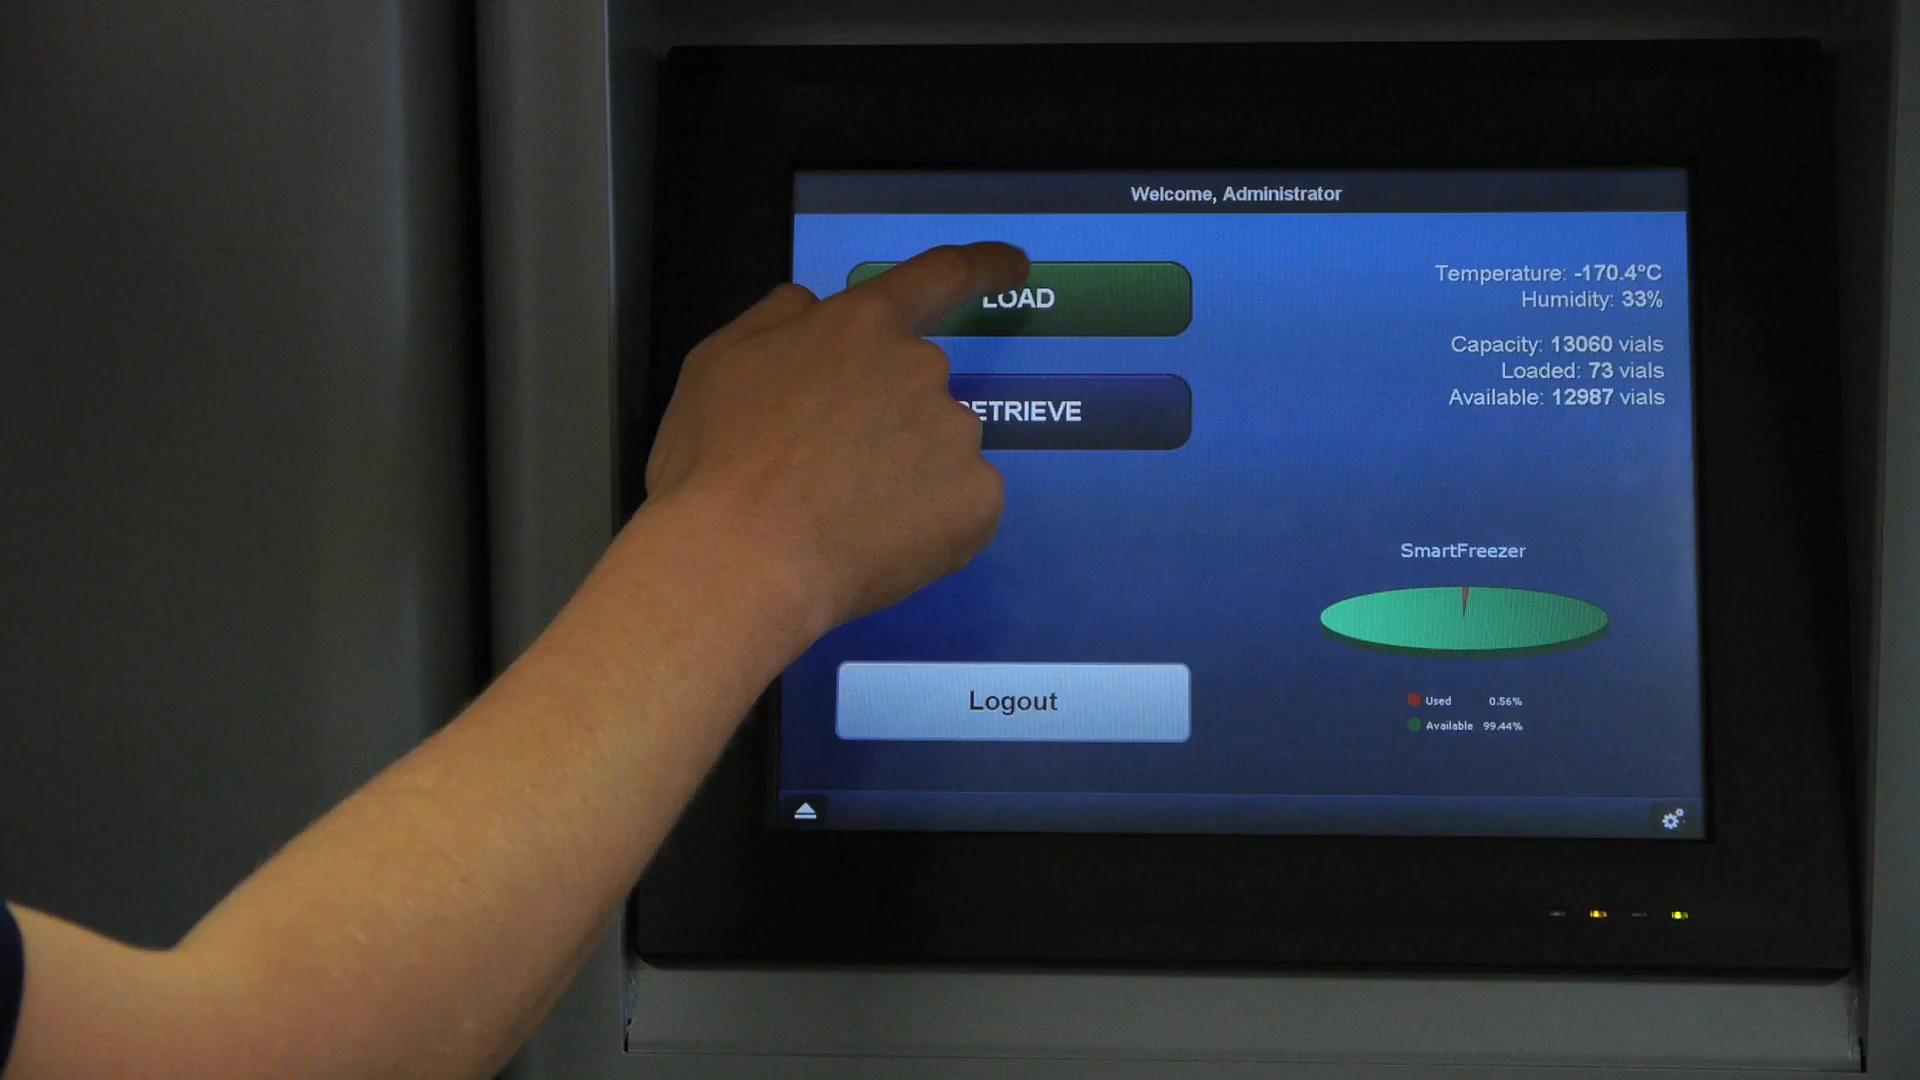 Welcome, Administrator
LOAD
ETRIEVE
Logout
Temperature: -170.4°C
Humidity: 33%
Capacity: 13060 vials
Loaded: 73 vials
Available: 12987 vials
SmartFreezer
Used 0.56%
Available 99.44%